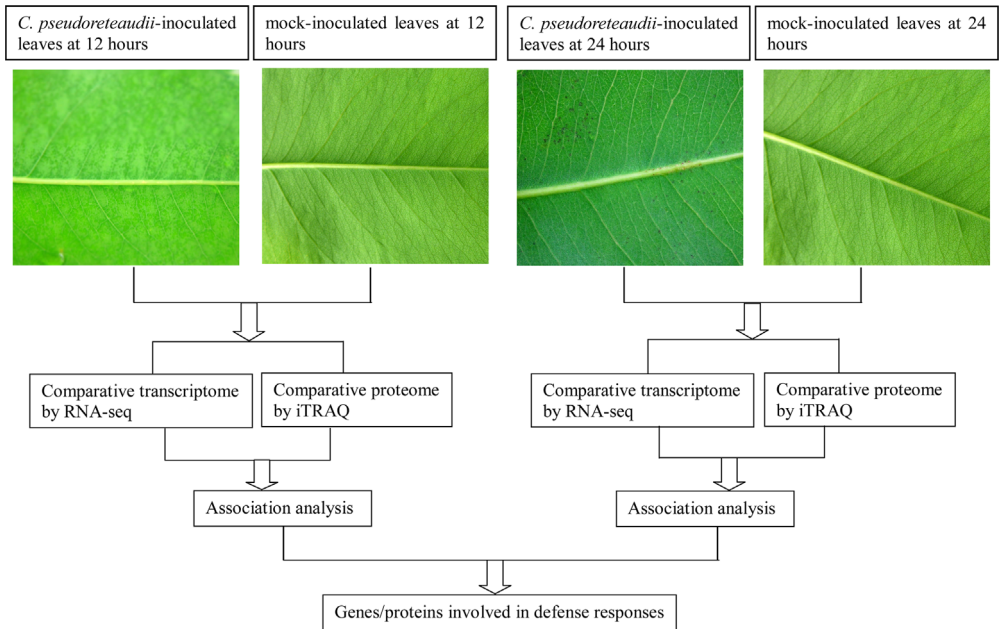 C. pseudoreteaudii-inoculated
leaves at 12 hours
mock-inoculated leaves at 12
hours
C. pseudoreteaudii-inoculated
leaves at 24 hours
mock-inoculated leaves at 24
hours
Comparative transcriptome
by RNA-seq
Comparative proteome
by iTRAQ
Comparative transcriptome
by RNA-seq
Comparative proteome
by iTRAQ
Association analysis
Association analysis
Genes/proteins involved in defense responses